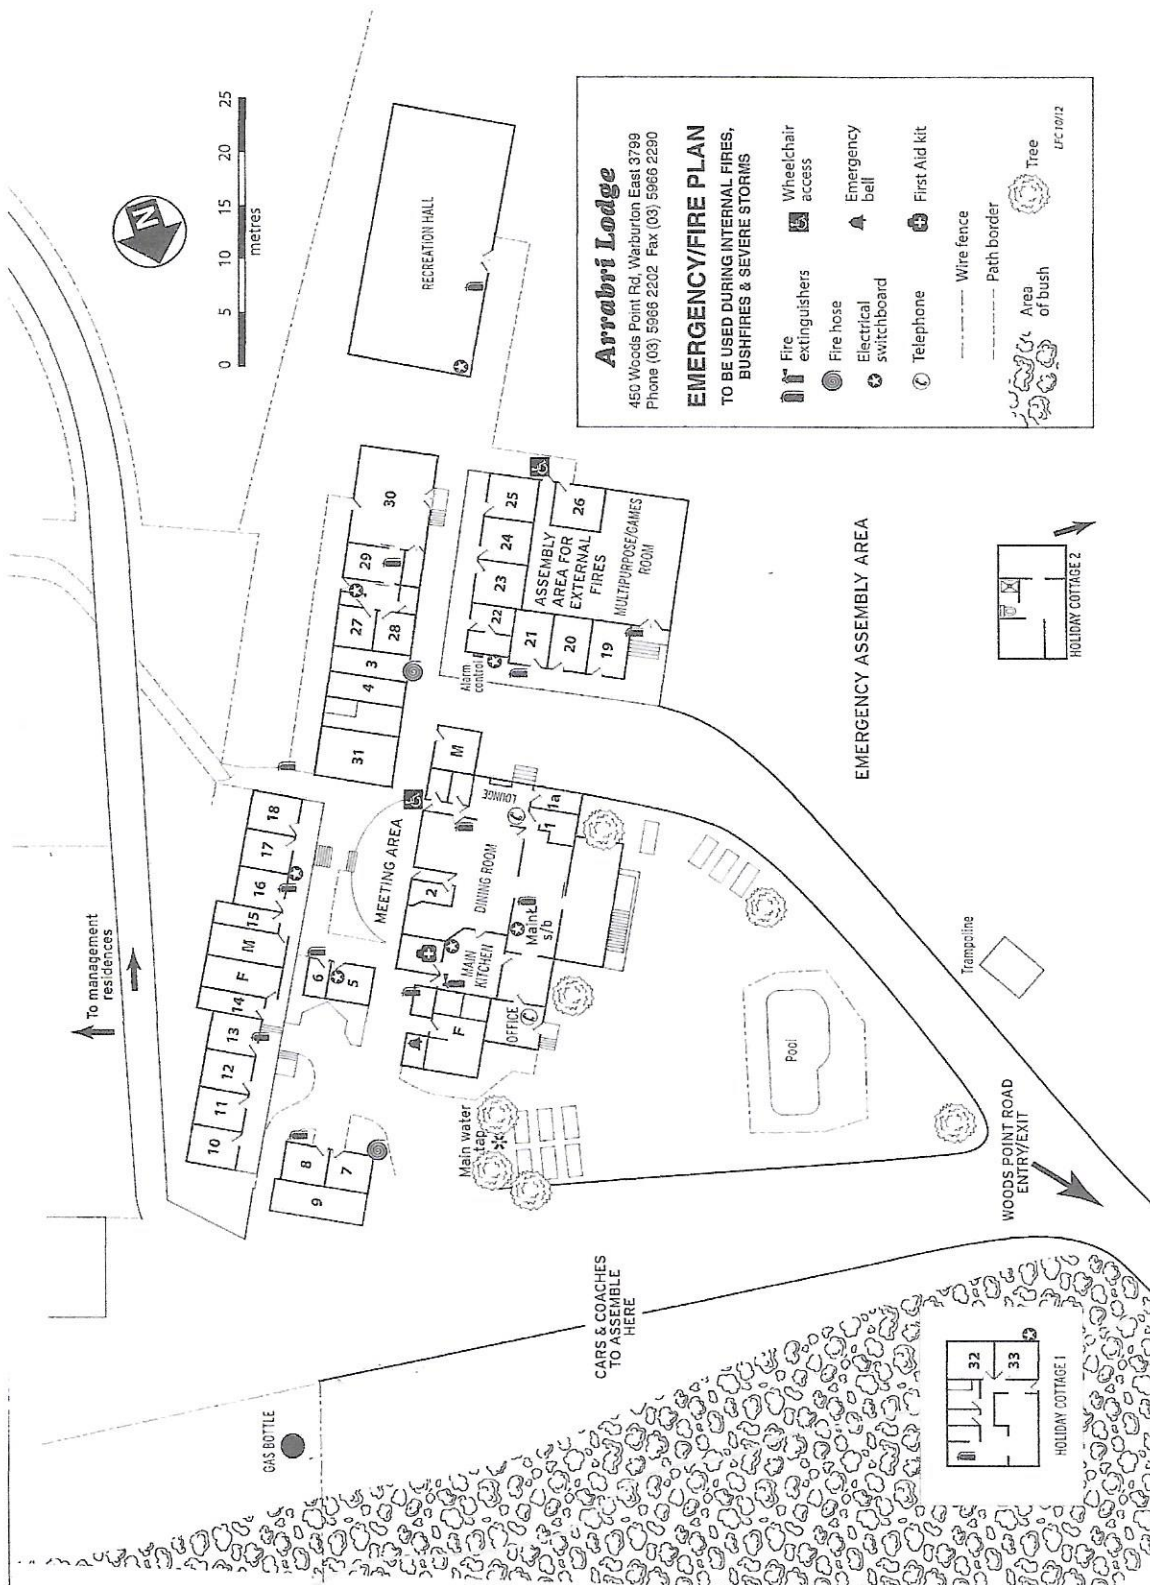 N
0 5 10 15 20 25
metres
RECREATION HALL
To management
residences
10
11
12
13
14
F
M
15
16
17
18
9
8
7
6
5
MEETING AREA
31
4
3
27
28
29
30
Alarm
control
22
23
24
25
21
20
19
26
ASSEMBLY
AREA FOR
EXTERNAL
FIRES
MULTIPURPOSE/GAMES
ROOM
M
LOUNGE
1a
1
2
DINING ROOM
MAIN
KITCHEN
Main
s/b
F
OFFICE
Main water
tap
GAS BOTTLE
CARS & COACHES
TO ASSEMBLE
HERE
Pool
Trampoline
EMERGENCY ASSEMBLY AREA
WOODS POINT ROAD
ENTRY/EXIT
32
33
HOLIDAY COTTAGE 1
HOLIDAY COTTAGE 2
Arrabri Lodge
450 Woods Point Rd, Warburton East 3799
Phone (03) 5966 2202 Fax (03) 5966 2290
EMERGENCY/FIRE PLAN
TO BE USED DURING INTERNAL FIRES,
BUSHFIRES & SEVERE STORMS
Fire
extinguishers
Wheelchair
access
Fire hose
Emergency
bell
Electrical
switchboard
Telephone
First Aid kit
Wire fence
Path border
Area
of bush
Tree
LFC 10/12